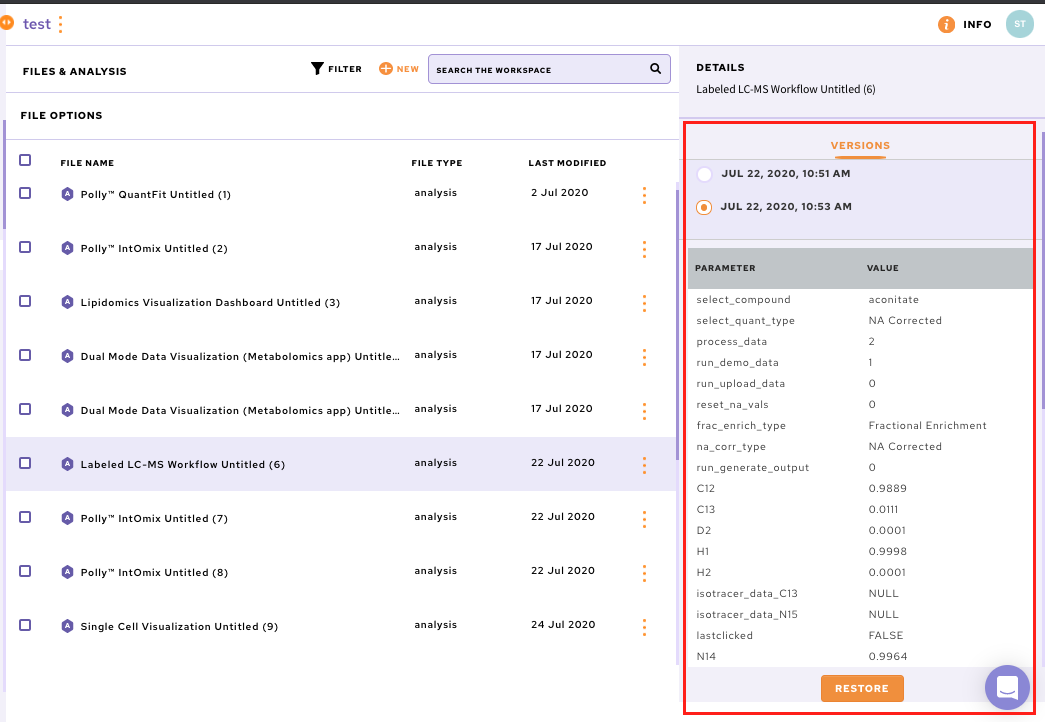 test
INFO
ST
FILES & ANALYSIS
FILTER
NEW
SEARCH THE WORKSPACE
FILE OPTIONS
FILE NAME FILE TYPE LAST MODIFIED
A Polly™ QuantFit Untitled (1) analysis 2 Jul 2020
A Polly™ IntOmix Untitled (2) analysis 17 Jul 2020
A Lipidomics Visualization Dashboard Untitled (3) analysis 17 Jul 2020
A Dual Mode Data Visualization (Metabolomics app) Untitle... analysis 17 Jul 2020
A Dual Mode Data Visualization (Metabolomics app) Untitle... analysis 17 Jul 2020
A Labeled LC-MS Workflow Untitled (6) analysis 22 Jul 2020
A Polly™ IntOmix Untitled (7) analysis 22 Jul 2020
A Polly™ IntOmix Untitled (8) analysis 22 Jul 2020
A Single Cell Visualization Untitled (9) analysis 24 Jul 2020
DETAILS
Labeled LC-MS Workflow Untitled (6)
VERSIONS
JUL 22, 2020, 10:51 AM
JUL 22, 2020, 10:53 AM
PARAMETER VALUE
select_compound aconitate
select_quant_type NA Corrected
process_data 2
run_demo_data 1
run_upload_data 0
reset_na_vals 0
frac_enrich_type Fractional Enrichment
na_corr_type NA Corrected
run_generate_output 0
C12 0.9889
C13 0.0111
D2 0.0001
H1 0.9998
H2 0.0001
isotracer_data_C13 NULL
isotracer_data_N15 NULL
lastclicked FALSE
N14 0.9964
RESTORE